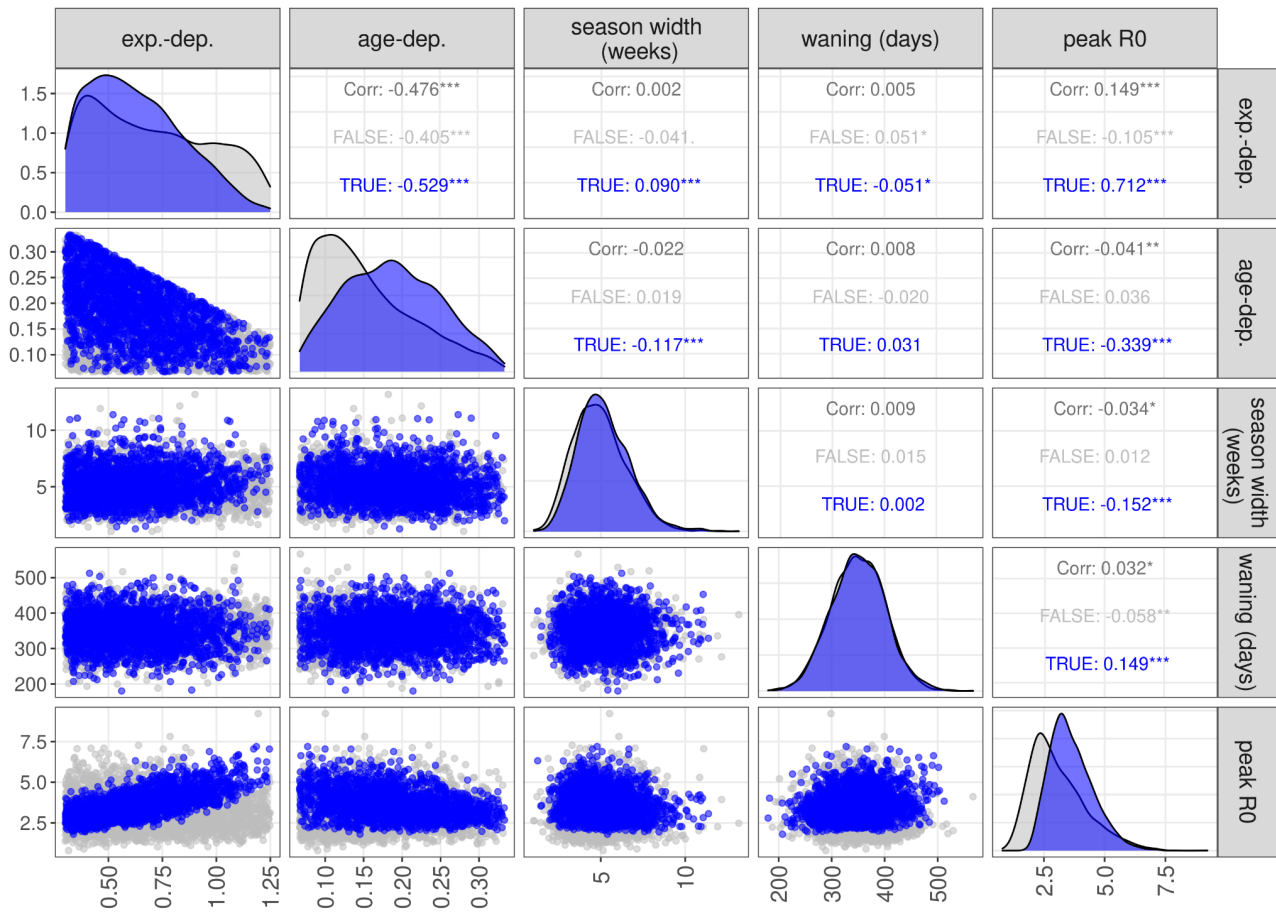 exp.-dep.
age-dep.
season width
(weeks)
waning (days)
peak R0
1.5
1.0
0.5
0.0
Corr: -0.476***
FALSE: -0.405***
TRUE: -0.529***
Corr: 0.002
FALSE: -0.041.
TRUE: 0.090***
Corr: 0.005
FALSE: 0.051*
TRUE: -0.051*
Corr: 0.149***
FALSE: -0.105***
TRUE: 0.712***
exp.-dep.
0.30
0.25
0.20
0.15
0.10
Corr: -0.022
FALSE: 0.019
TRUE: -0.117***
Corr: 0.008
FALSE: -0.020
TRUE: 0.031
Corr: -0.041**
FALSE: 0.036
TRUE: -0.339***
age-dep.
10
5
Corr: 0.009
FALSE: 0.015
TRUE: 0.002
Corr: -0.034*
FALSE: 0.012
TRUE: -0.152***
season width
(weeks)
500
400
300
200
Corr: 0.032*
FALSE: -0.058**
TRUE: 0.149***
waning (days)
7.5
5.0
2.5
peak R0
0.50
0.75
1.00
1.25
0.10
0.15
0.20
0.25
0.30
5
10
200
300
400
500
2.5
5.0
7.5